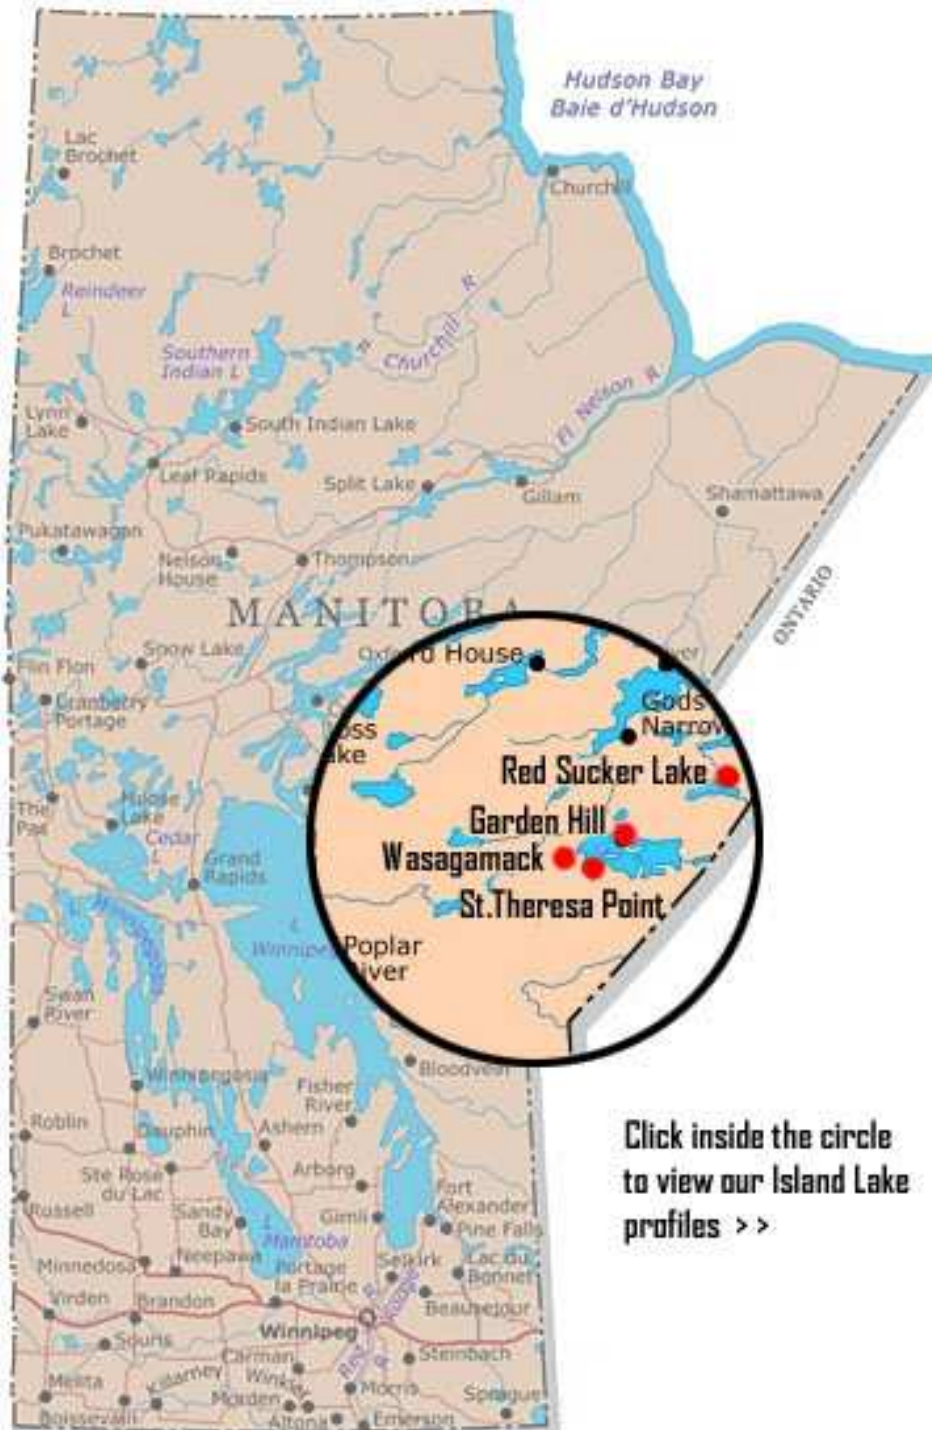 Hudson Bay
Baie d'Hudson
Lac
Brochet
Churchill
Brochet
Reindeer
L
Southern
Indian L
Churchill R
Nelson R
Lynn
Lake
South Indian Lake
Leaf Rapids
Split Lake
Gillam
Shamattawa
Pukatawagan
Nelson
House
Thompson
MANITOBA
ONTARIO
Snow Lake
Flin Flon
Cranberry
Portage
rd House
Gods
Narrow
oss
ake
Red Sucker Lake
Garden Hill
Wasagamack
St.Theresa Point
The
Pas
Moose
Lake
Cedar
L
Grand
Rapids
L
Winnipeg
Poplar
iver
Swan
River
Winnipegosis
Bloodvein
Fisher
River
Roblin
Dauphin
Ashern
Ste Rose
du Lac
Arborg
Russell
Sandy
Bay
Gimli
Fort
Alexander
Pine Falls
L
Manitoba
Minnedosa
Neepawa
Portage
la Prairie
Selkirk
Lac du
Bonnet
Virden
Brandon
Beausejour
Winnipeg
Red R
Souris
Carman
Steinbach
Melita
Killarney
Winkler
Morden
Morris
Sprague
Boissevain
Altona
Emerson
Click inside the circle
to view our Island Lake
profiles >>